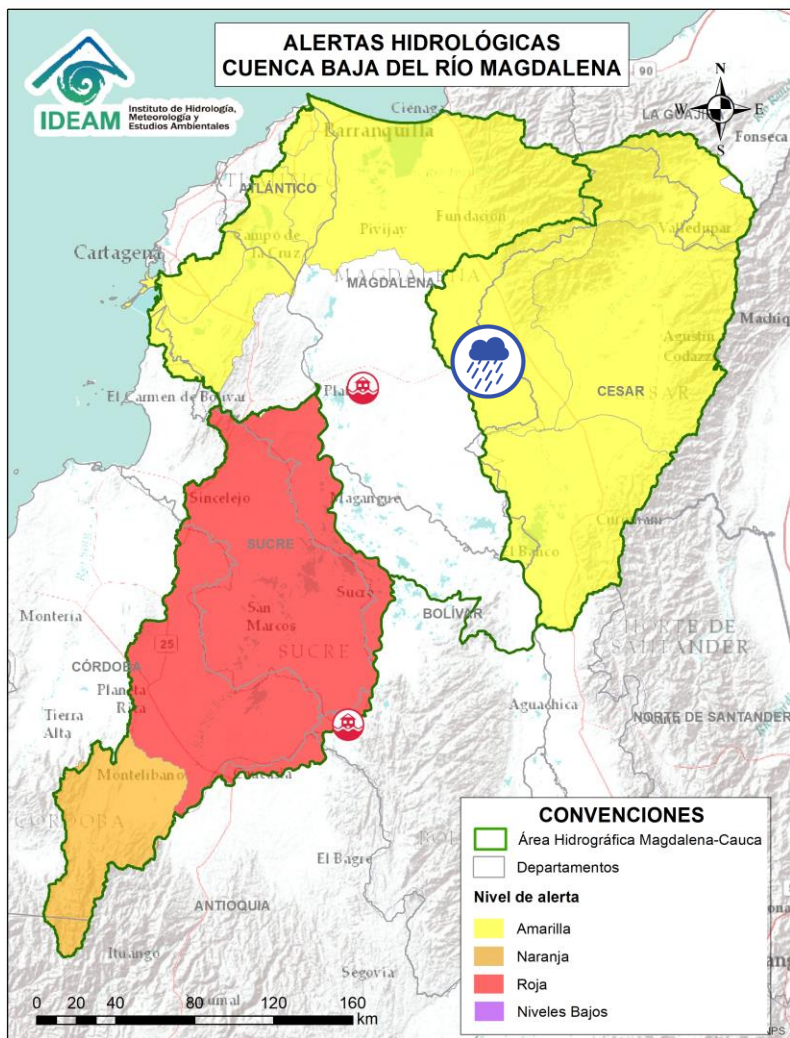 ALERTAS HIDROLÓGICAS
CUENCA BAJA DEL RÍO MAGDALENA
IDEAM
Instituto de Hidrología,
Meteorología y
Estudios Ambientales
N
W
E
S
90
Ciénaga
LA GUAJIRA
Fonseca
Barranquilla
ATLÁNTICO
Valledupar
Fundación
Pivijay
Campo de
la Cruz
Cartagena
MAGDALENA
MAGDALENA
Agustín
Codazzi
CESAR
El Carmen de Bolívar
Sincelejo
Magangue
SUCRE
El Banco
Sucre
BOLÍVAR
San
Marcos
SUCRE
Montería
25
CÓRDOBA
Planeta
Rica
Tierra
Alta
NORTE DE
SANTANDER
Aguachica
NORTE DE SANTANDER
Montelibano
CÓRDOBA
El Bagre
ANTIOQUIA
Ituango
Segovia
0 20 40 80 120 160
km
CONVENCIONES
Área Hidrográfica Magdalena-Cauca
Departamentos
Nivel de alerta
Amarilla
Naranja
Roja
Niveles Bajos